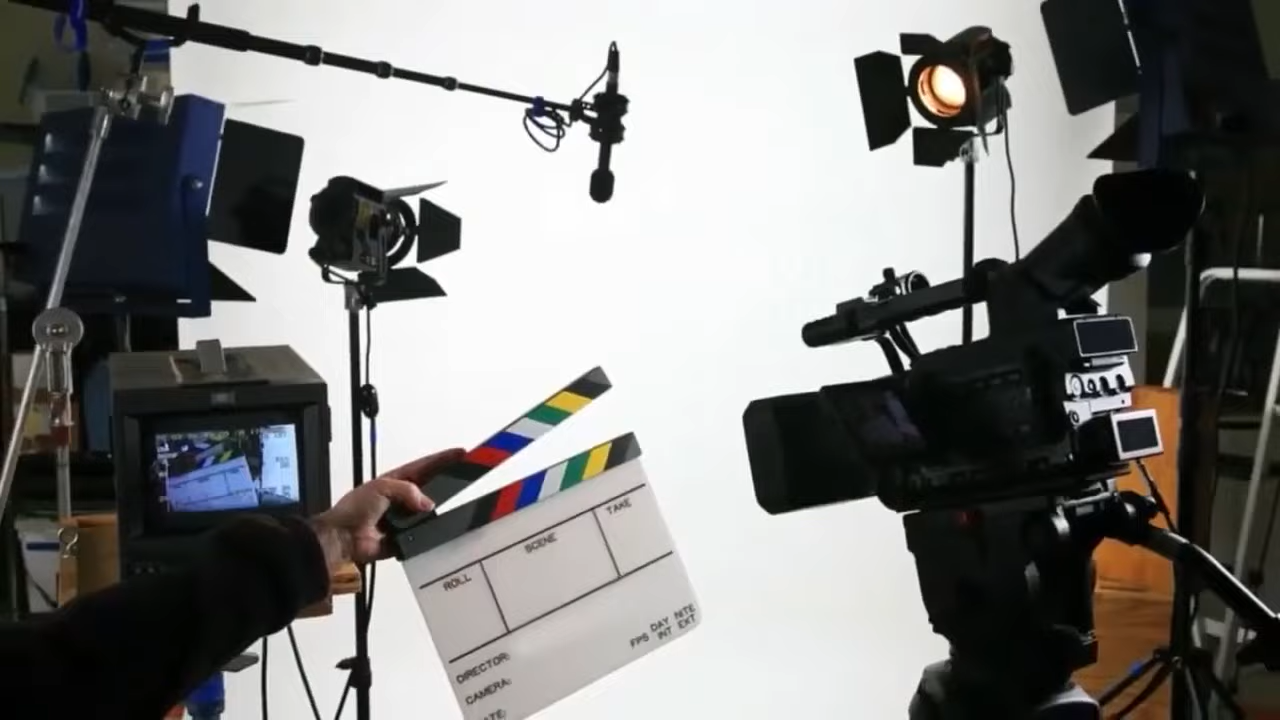 ROLL SCENE TAKE
DAY NITE
FPS INT EXT
DIRECTOR:
CAMERA: